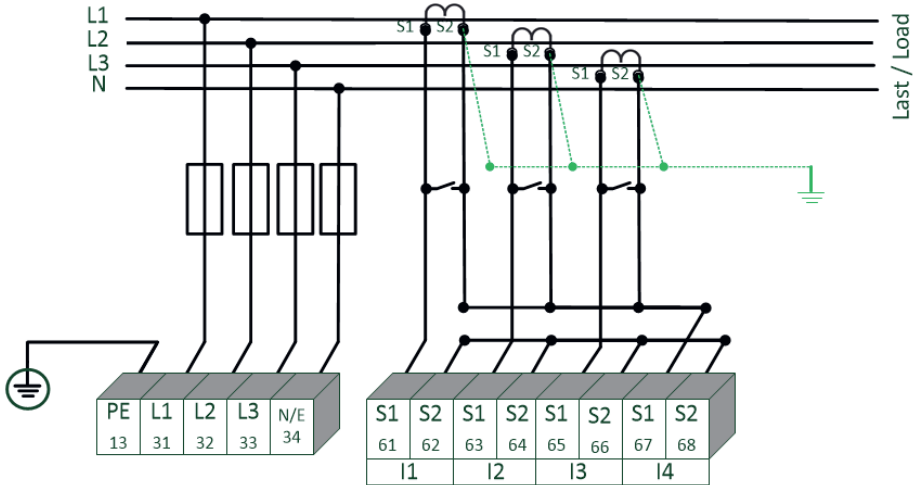 L1
L2
L3
N
S1 S2
S1 S2
S1 S2
Last / Load
PE L1 L2 L3 N/E
13 31 32 33 34
S1 S2 S1 S2 S1 S2 S1 S2
61 62 63 64 65 66 67 68
I1 I2 I3 I4